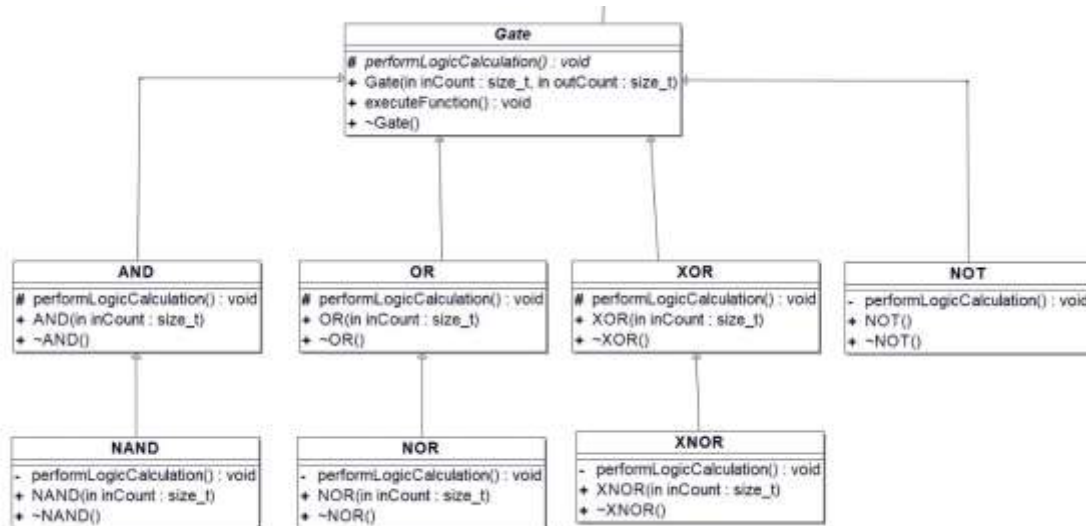 Gate
# performLogicCalculation() : void
+ Gate(in inCount : size_t, in outCount : size_t)
+ executeFunction() : void
+ ~Gate()
AND
# performLogicCalculation() : void
+ AND(in inCount : size_t)
+ ~AND()
OR
# performLogicCalculation() : void
+ OR(in inCount : size_t)
+ ~OR()
XOR
# performLogicCalculation() : void
+ XOR(in inCount : size_t)
+ ~XOR()
NOT
- performLogicCalculation() : void
+ NOT()
+ ~NOT()
NAND
- performLogicCalculation() : void
+ NAND(in inCount : size_t)
+ ~NAND()
NOR
- performLogicCalculation() : void
+ NOR(in inCount : size_t)
+ ~NOR()
XNOR
- performLogicCalculation() : void
+ XNOR(in inCount : size_t)
+ ~XNOR()